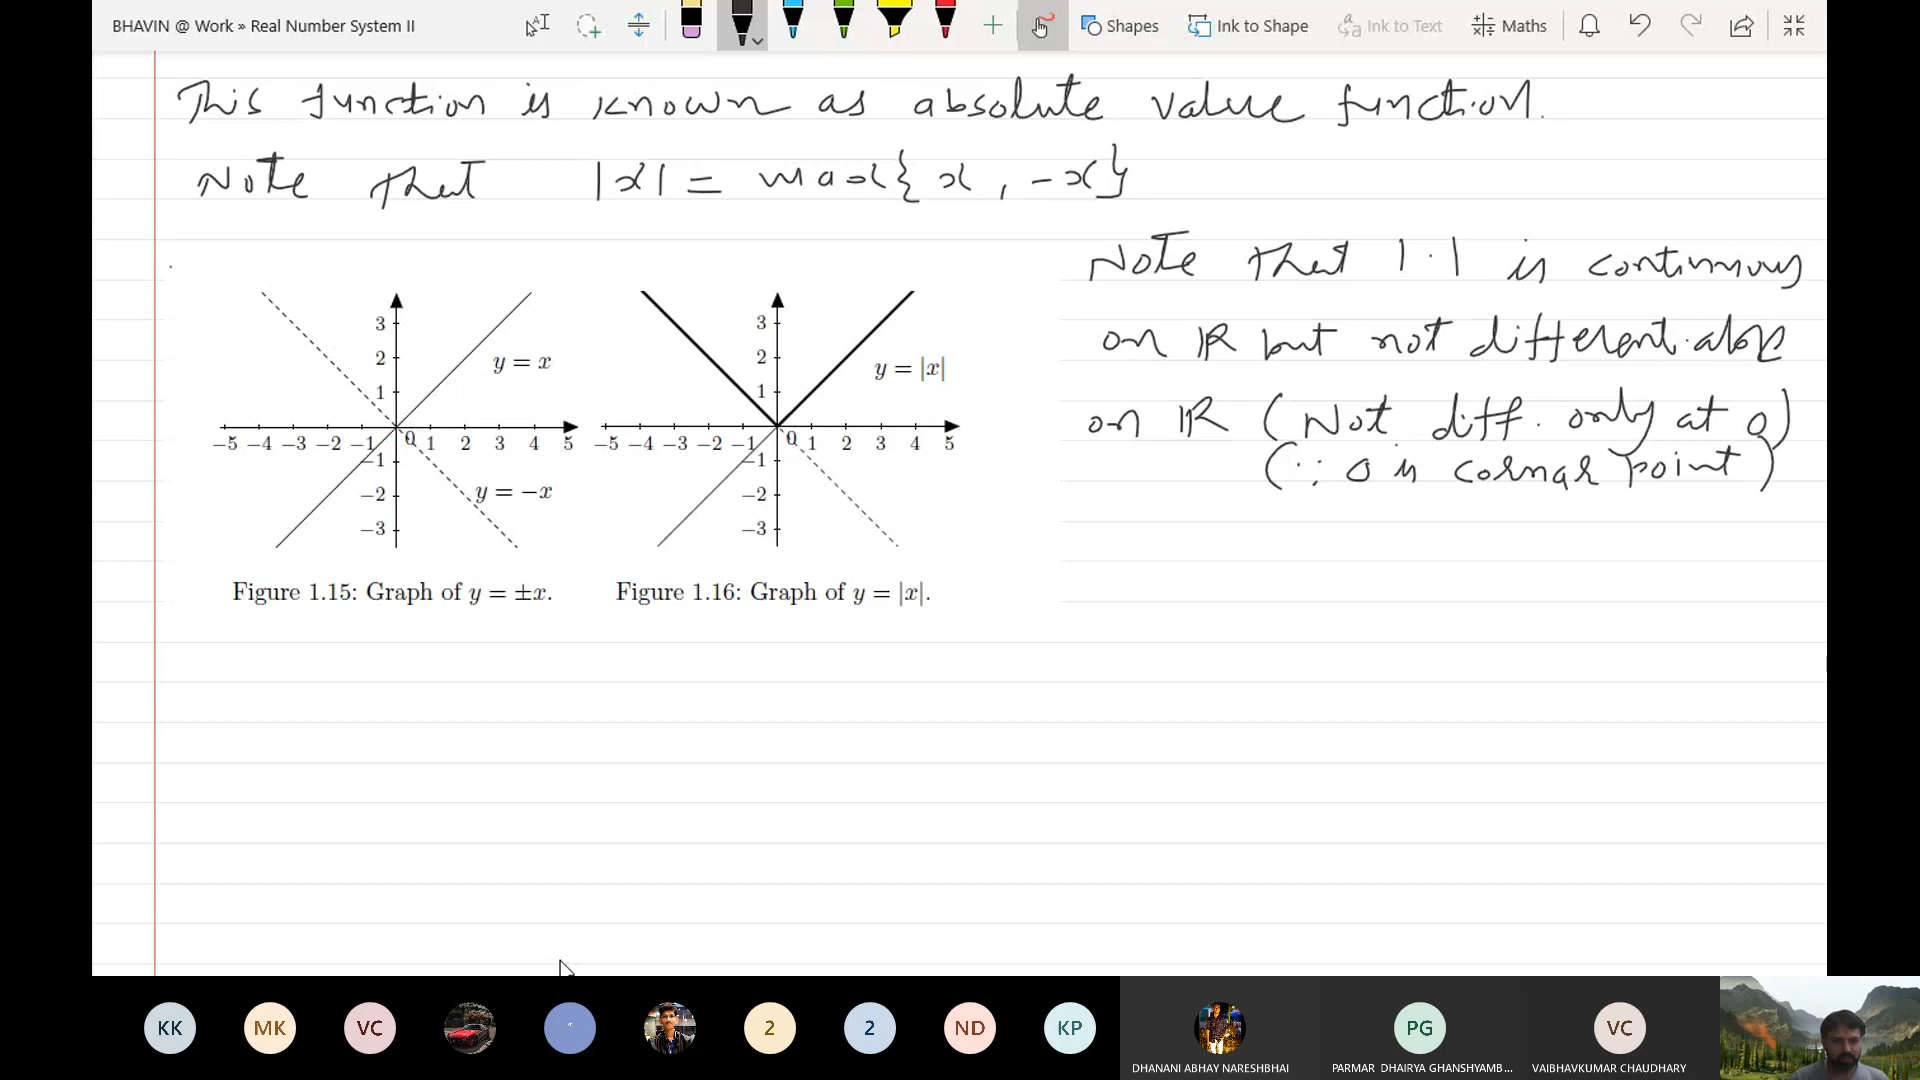 BHAVIN @ Work » Real Number System II
Shapes
Ink to Shape
Ink to Text
Maths
This function is known as absolute value function.
Note that |x| = max{x, -x}
Note that |·| is continuous
on ℝ but not differentiable
on ℝ (Not diff. only at 0)
(∵ 0 is cornar point)
3
2
1
y = x
−5 −4 −3 −2 −1 0 1 2 3 4 5
−1
−2
−3
y = −x
Figure 1.15: Graph of y = ±x.
3
2
1
y = |x|
−5 −4 −3 −2 −1 0 1 2 3 4 5
−1
−2
−3
Figure 1.16: Graph of y = |x|.
KK MK VC 2 2 ND KP PG VC
DHANANI ABHAY NARESHBHAI
PARMAR DHAIRYA GHANSHYAMB...
VAIBHAVKUMAR CHAUDHARY